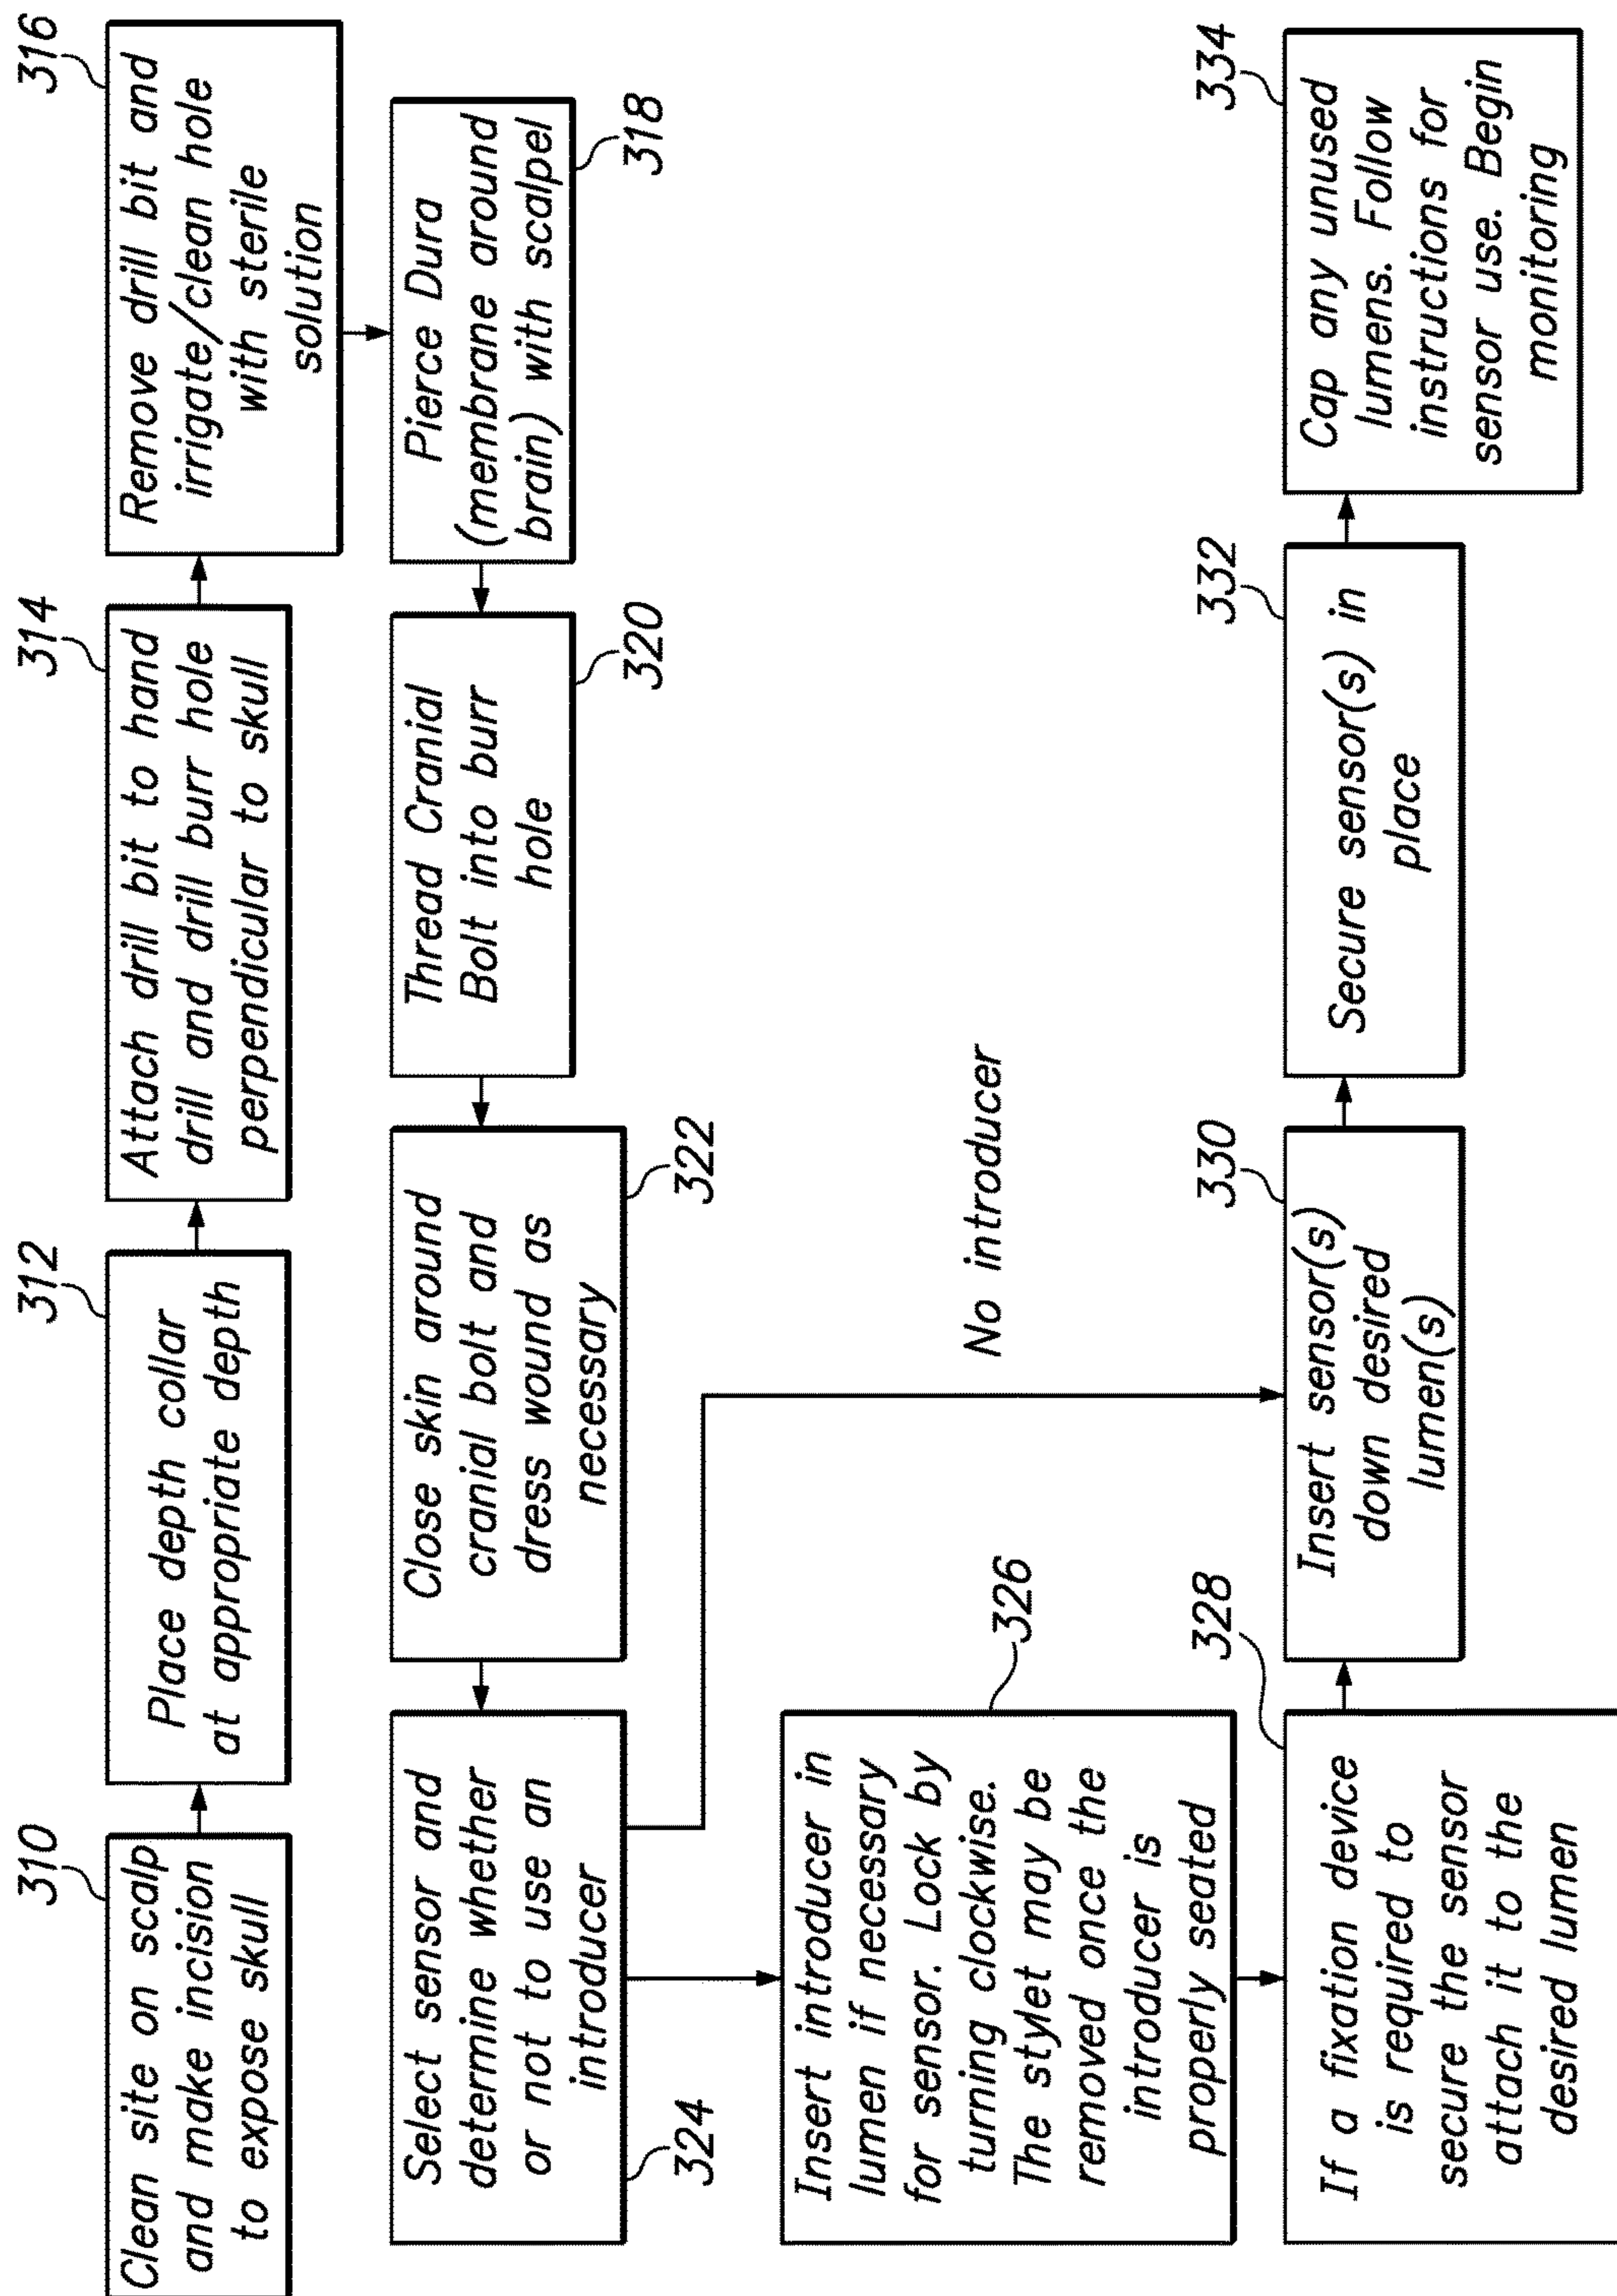 310
Clean site on scalp
and make incision
to expose skull
312
Place depth collar
at appropriate depth
314
Attach drill bit to hand
drill and drill burr hole
perpendicular to skull
316
Remove drill bit and
irrigate/clean hole
with sterile
solution
Pierce Dura
(membrane around
brain) with scalpel
318
Thread Cranial
Bolt into burr
hole
320
Close skin around
cranial bolt and
dress wound as
necessary
322
Select sensor and
determine whether
or not to use an
introducer
324
No introducer
Insert introducer in
lumen if necessary
for sensor. Lock by
turning clockwise.
The stylet may be
removed once the
introducer is
properly seated
326
328
If a fixation device
is required to
secure the sensor
attach it to the
desired lumen
330
Insert sensor(s)
down desired
lumen(s)
332
Secure sensor(s) in
place
334
Cap any unused
lumens. Follow
instructions for
sensor use. Begin
monitoring